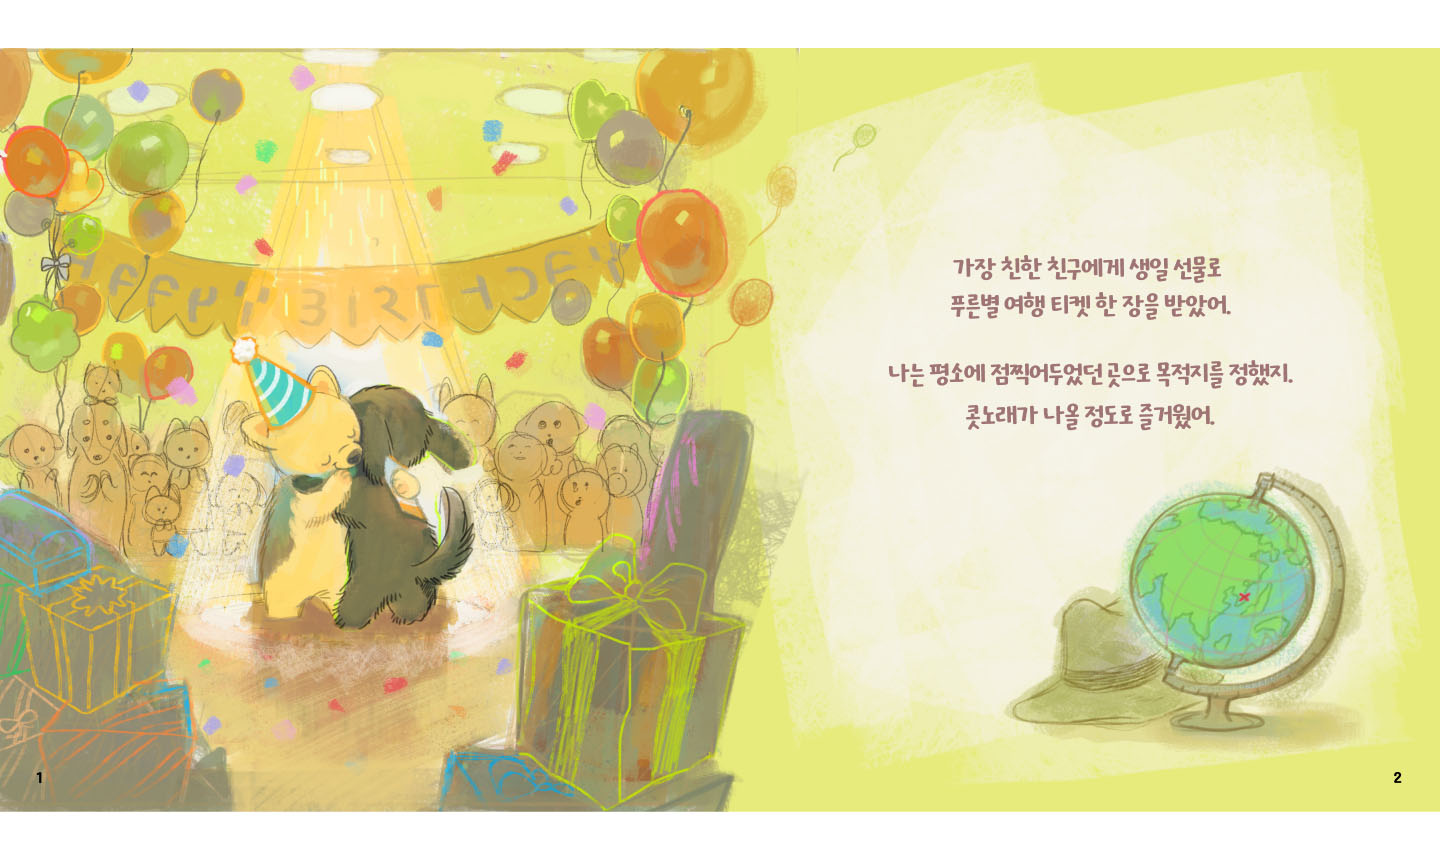 HAPPY BIRTHDAY
가장 친한 친구에게 생일 선물로
푸른별 여행 티켓 한 장을 받았어.
나는 평소에 점찍어두었던 곳으로 목적지를 정했지.
콧노래가 나올 정도로 즐거웠어.
1
2